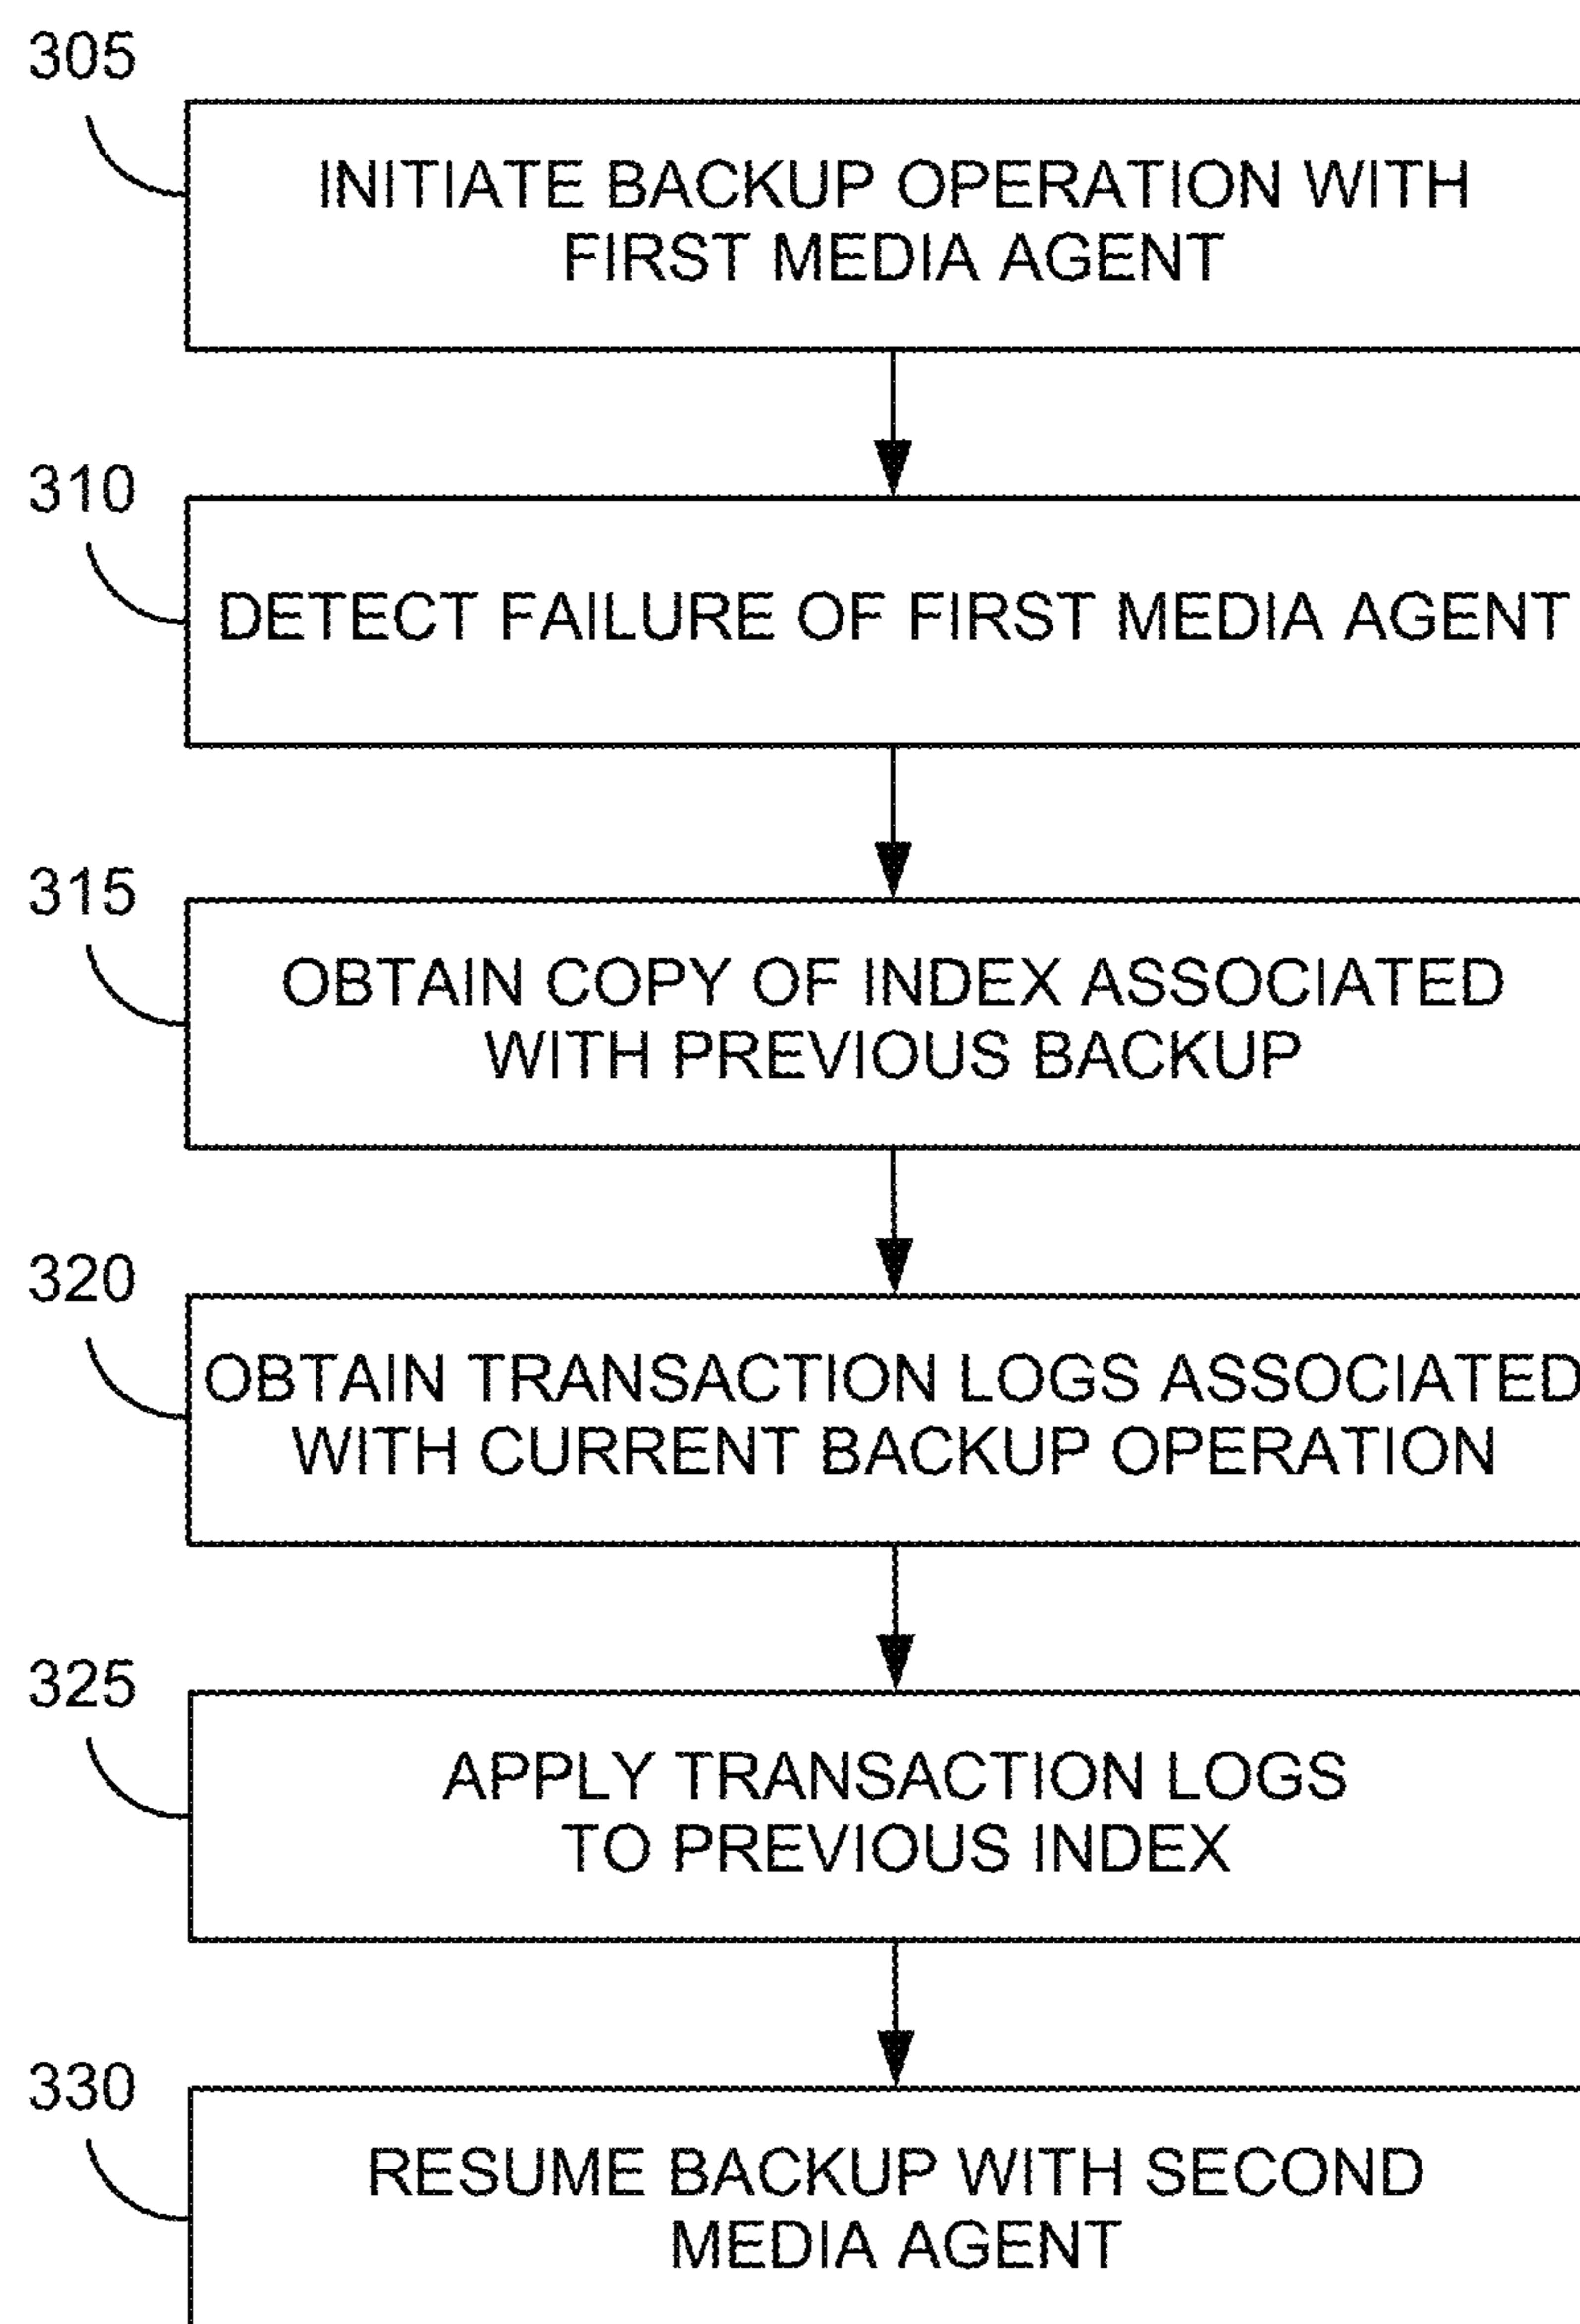 305
INITIATE BACKUP OPERATION WITH
FIRST MEDIA AGENT
310
DETECT FAILURE OF FIRST MEDIA AGENT
315
OBTAIN COPY OF INDEX ASSOCIATED
WITH PREVIOUS BACKUP
320
OBTAIN TRANSACTION LOGS ASSOCIATED
WITH CURRENT BACKUP OPERATION
325
APPLY TRANSACTION LOGS
TO PREVIOUS INDEX
330
RESUME BACKUP WITH SECOND
MEDIA AGENT